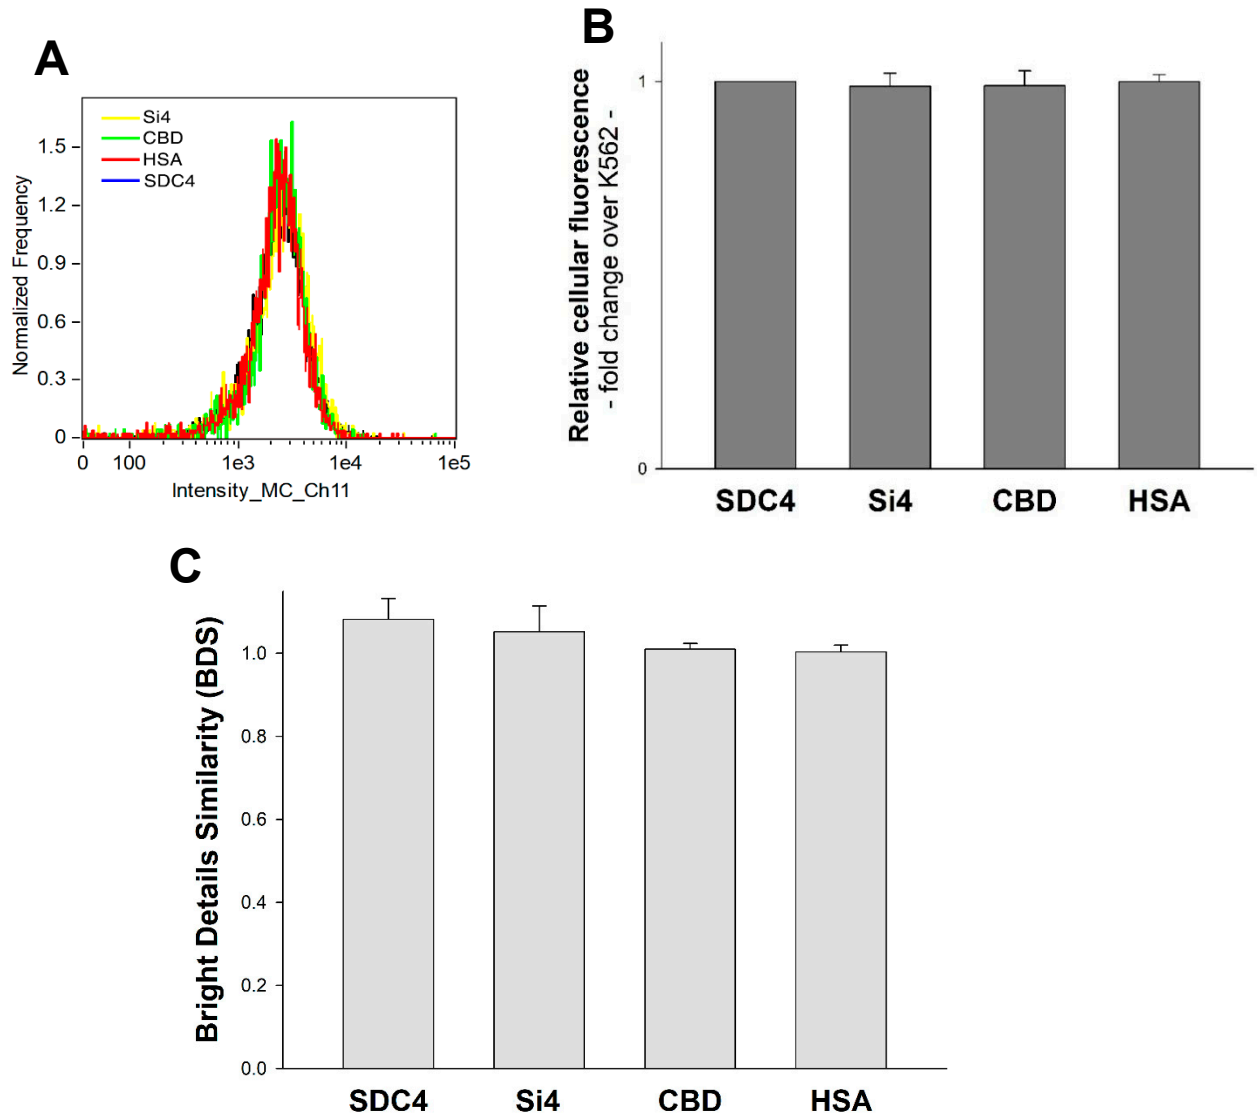 A
Si4
CBD
HSA
SDC4
Normalized Frequency
1.5
1.2
0.9
0.6
0.3
0
0 100 1e3 1e4 1e5
Intensity_MC_Ch11
B
Relative cellular fluorescence
- fold change over K562 -
1
0
SDC4 Si4 CBD HSA
C
Bright Details Similarity (BDS)
1.0
0.8
0.6
0.4
0.2
0.0
SDC4 Si4 CBD HSA